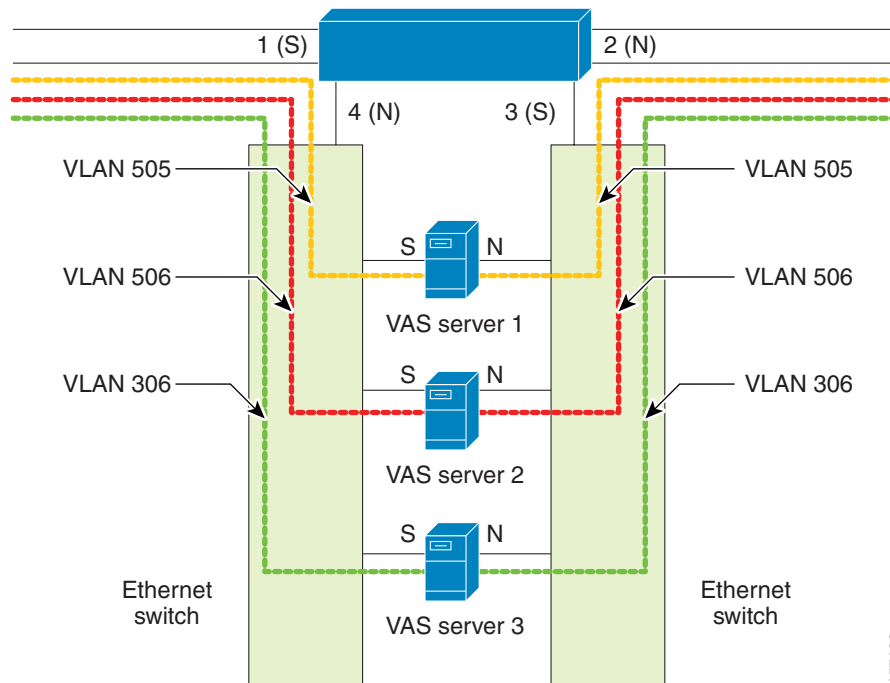 1 (S)
2 (N)
4 (N)
3 (S)
VLAN 505
VLAN 505
S
N
VAS server 1
VLAN 506
VLAN 506
S
N
VAS server 2
VLAN 306
VLAN 306
S
N
VAS server 3
Ethernet
switch
Ethernet
switch